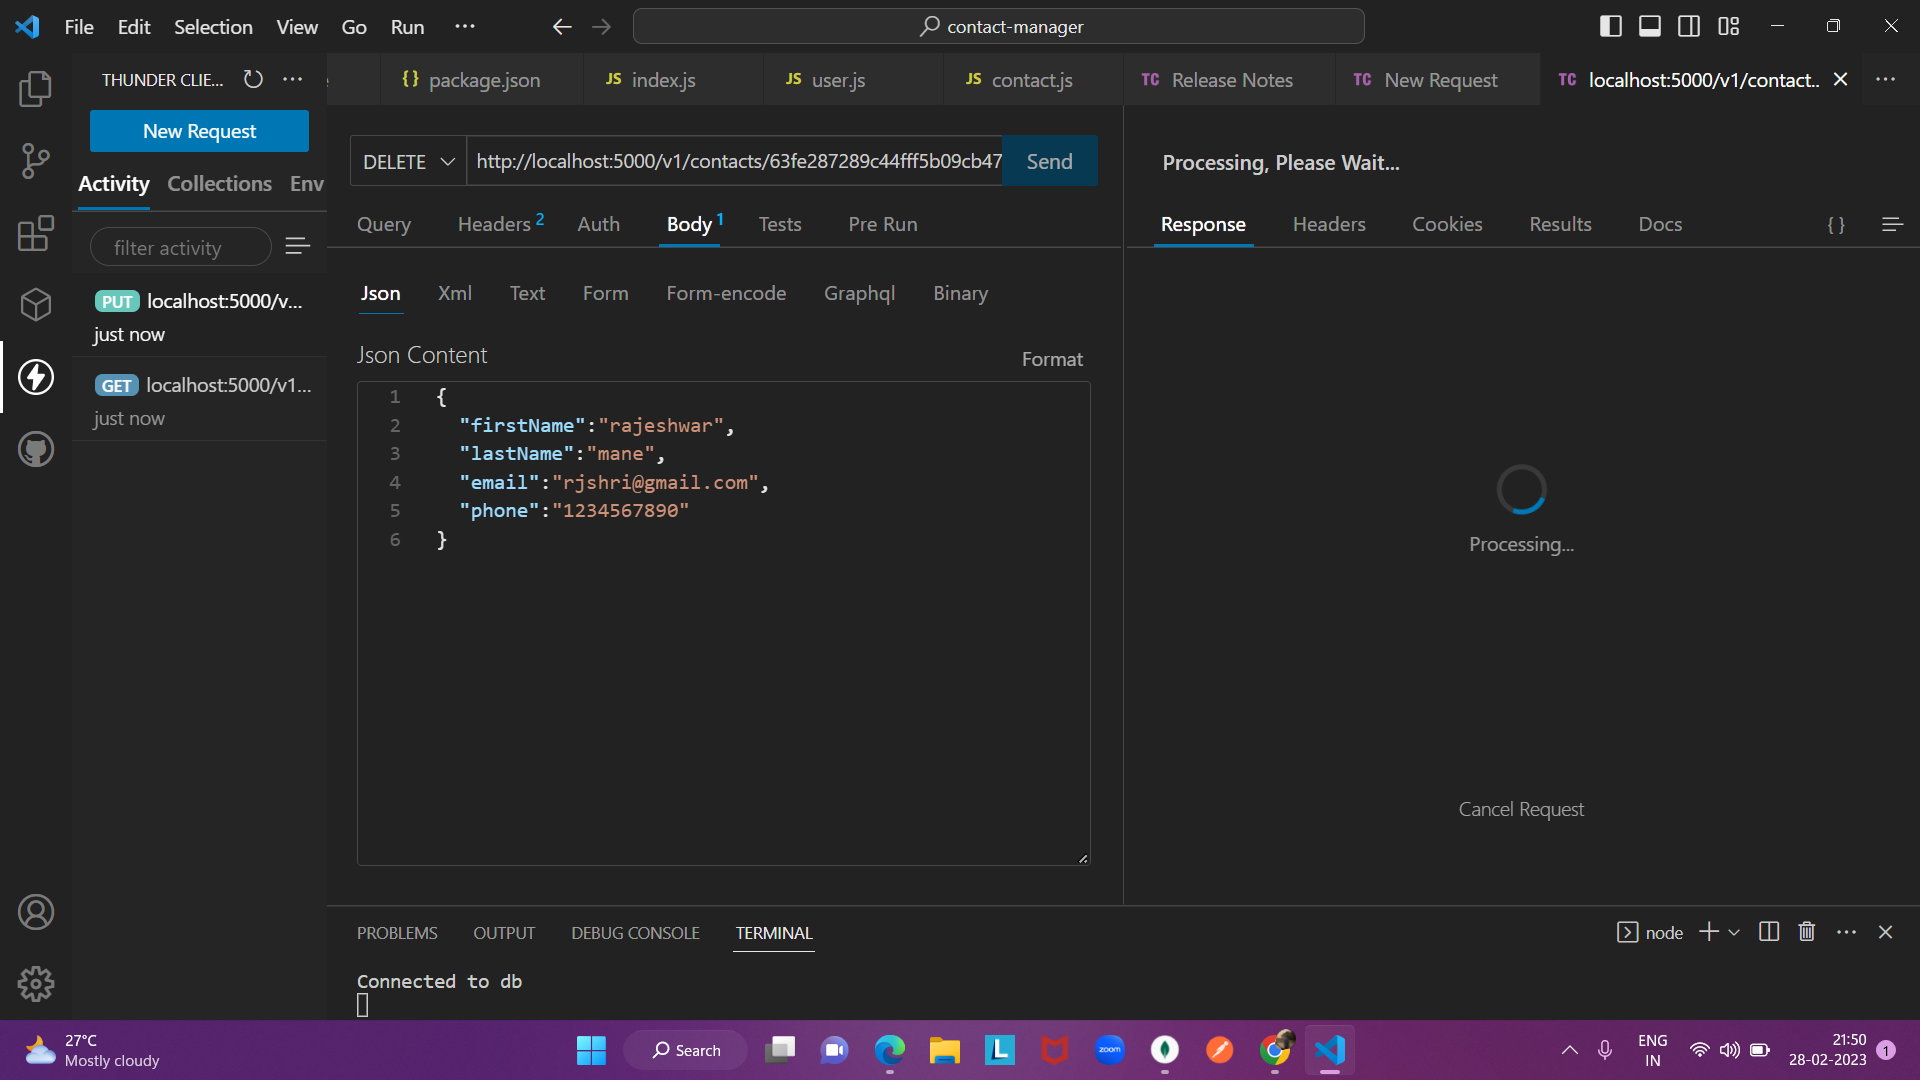 File Edit Selection View Go Run ···
contact-manager
THUNDER CLIE... ···
{} package.json
JS index.js
JS user.js
JS contact.js
TC Release Notes
TC New Request
TC localhost:5000/v1/contact.. ···
New Request
Activity Collections Env
filter activity
PUT localhost:5000/v...
just now
GET localhost:5000/v1...
just now
DELETE http://localhost:5000/v1/contacts/63fe287289c44fff5b09cb47 Send
Query Headers 2 Auth Body 1 Tests Pre Run
Json Xml Text Form Form-encode Graphql Binary
Json Content
Format
1 {
2 "firstName":"rajeshwar",
3 "lastName":"mane",
4 "email":"rjshri@gmail.com",
5 "phone":"1234567890"
6 }
Processing, Please Wait...
Response Headers Cookies Results Docs { }
Processing...
Cancel Request
PROBLEMS OUTPUT DEBUG CONSOLE TERMINAL
node ···
Connected to db
27°C
Mostly cloudy
Search
L
zoom
ENG
IN
21:50
28-02-2023
1